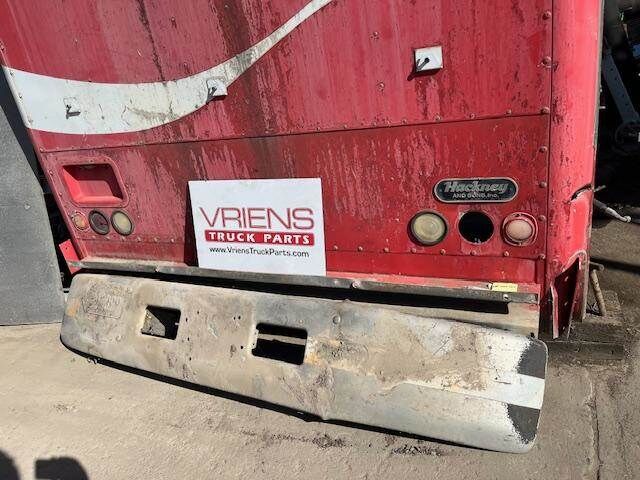 Hackney
AND SONS, Inc.
VRIENS
TRUCK PARTS
www.VriensTruckParts.com